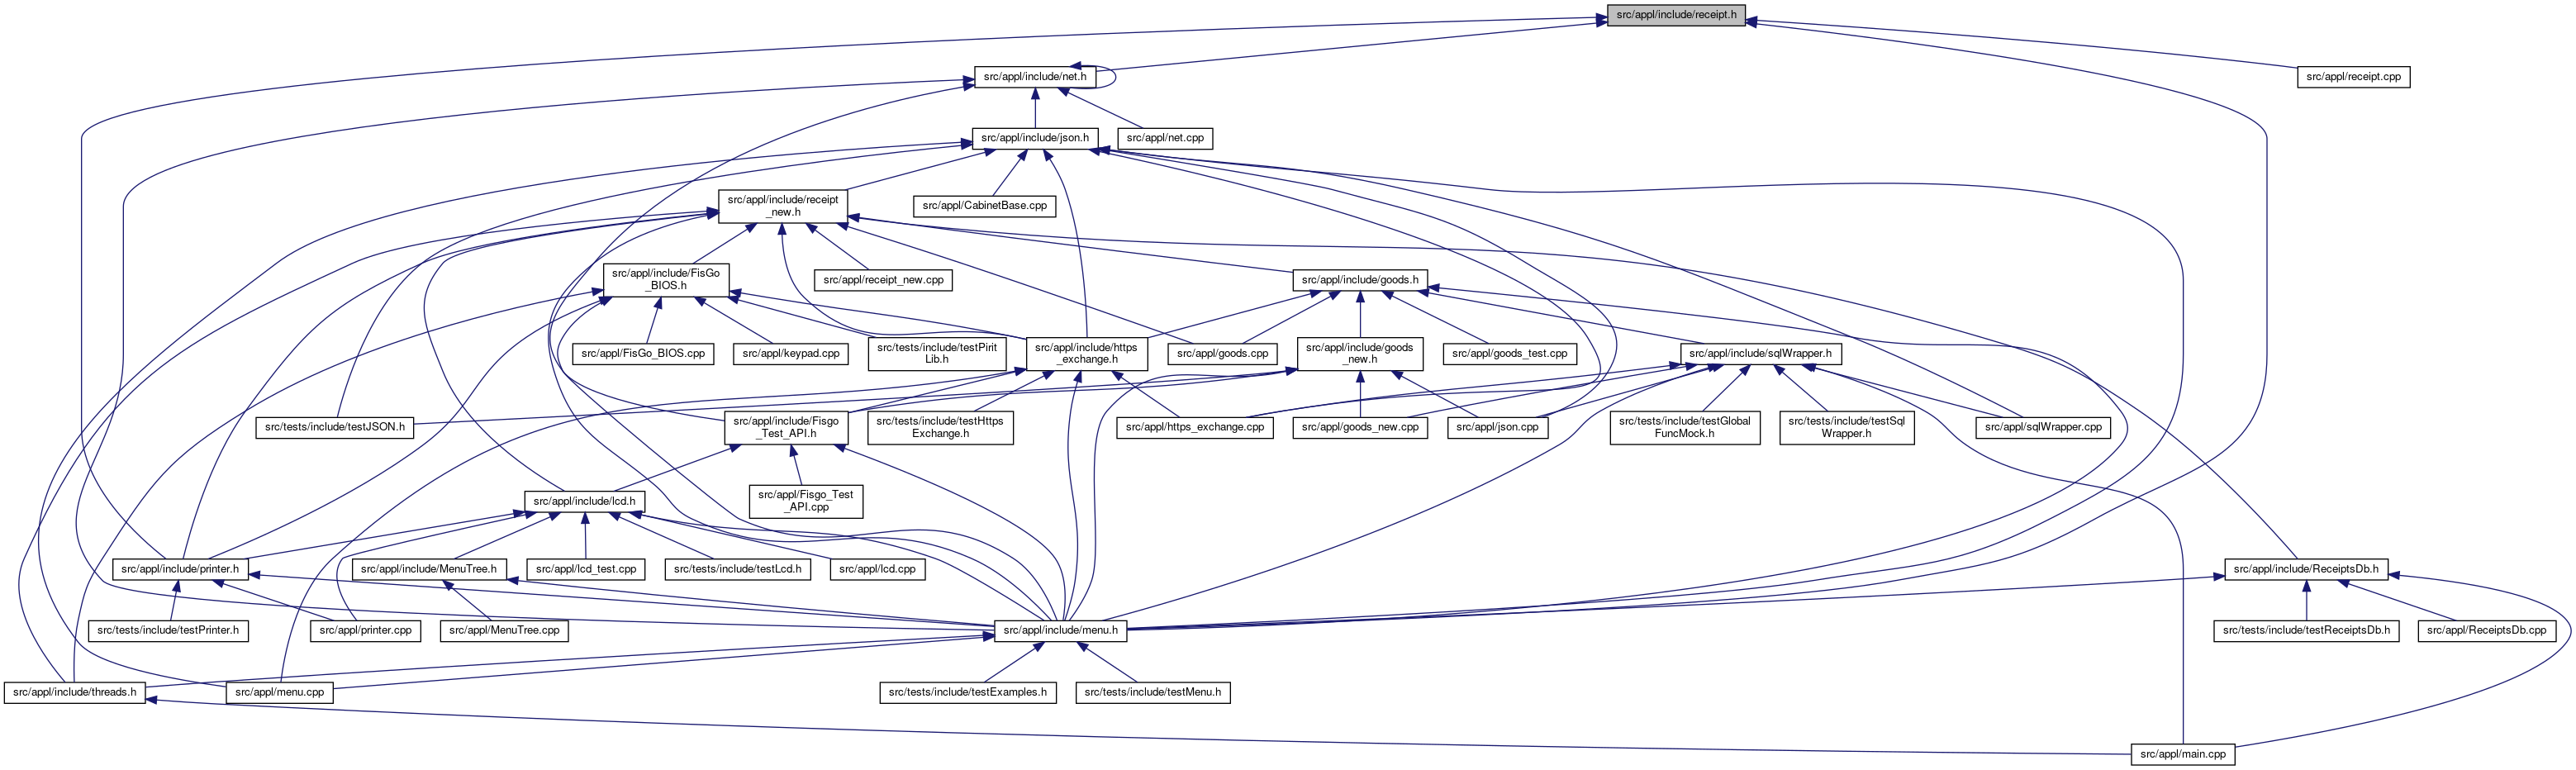 src/appl/include/receipt.h
src/appl/include/net.h
src/appl/receipt.cpp
src/appl/include/json.h
src/appl/net.cpp
src/appl/include/receipt
_new.h
src/appl/CabinetBase.cpp
src/appl/include/FisGo
_BIOS.h
src/appl/receipt_new.cpp
src/appl/include/goods.h
src/appl/FisGo_BIOS.cpp
src/appl/keypad.cpp
src/tests/include/testPirit
Lib.h
src/appl/include/https
_exchange.h
src/appl/goods.cpp
src/appl/include/goods
_new.h
src/appl/goods_test.cpp
src/appl/include/sqlWrapper.h
src/tests/include/testJSON.h
src/appl/include/Fisgo
_Test_API.h
src/tests/include/testHttps
Exchange.h
src/appl/https_exchange.cpp
src/appl/goods_new.cpp
src/appl/json.cpp
src/tests/include/testGlobal
FuncMock.h
src/tests/include/testSql
Wrapper.h
src/appl/sqlWrapper.cpp
src/appl/include/lcd.h
src/appl/Fisgo_Test
_API.cpp
src/appl/include/printer.h
src/appl/include/MenuTree.h
src/appl/lcd_test.cpp
src/tests/include/testLcd.h
src/appl/lcd.cpp
src/appl/include/ReceiptsDb.h
src/tests/include/testPrinter.h
src/appl/printer.cpp
src/appl/MenuTree.cpp
src/appl/include/menu.h
src/tests/include/testReceiptsDb.h
src/appl/ReceiptsDb.cpp
src/appl/include/threads.h
src/appl/menu.cpp
src/tests/include/testExamples.h
src/tests/include/testMenu.h
src/appl/main.cpp